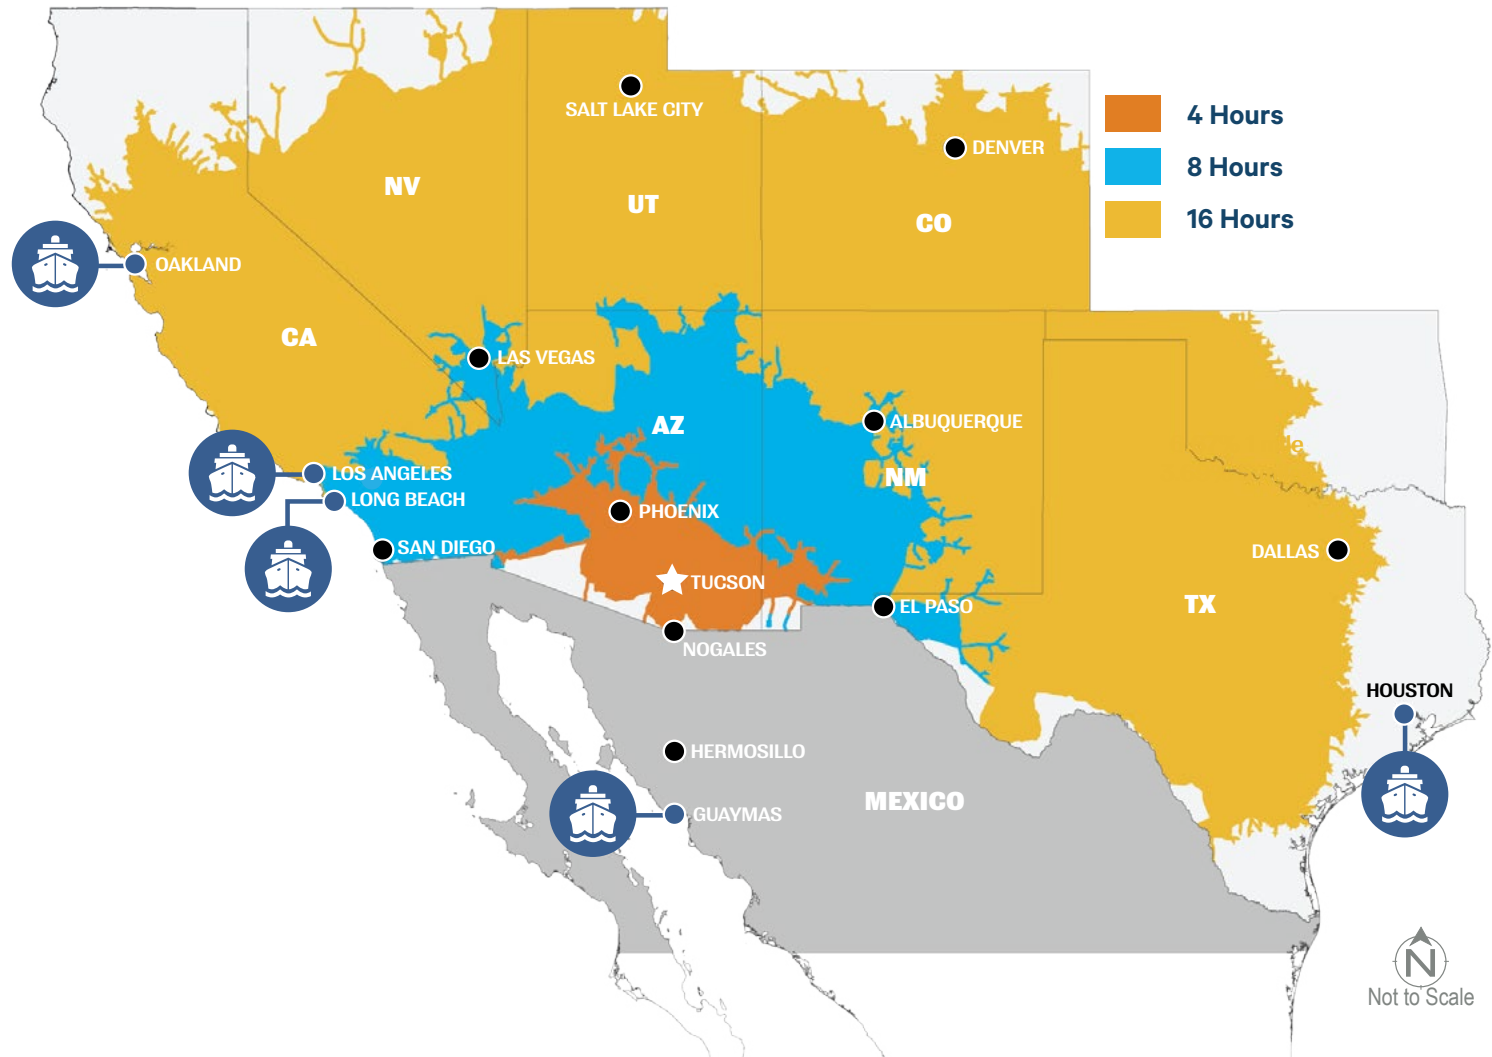 SALT LAKE CITY
DENVER
4 Hours
8 Hours
16 Hours
NV
UT
CO
OAKLAND
CA
LAS VEGAS
AZ
ALBUQUERQUE
NM
LOS ANGELES
LONG BEACH
PHOENIX
SAN DIEGO
DALLAS
TUCSON
EL PASO
TX
NOGALES
HOUSTON
HERMOSILLO
MEXICO
GUAYMAS
N
Not to Scale